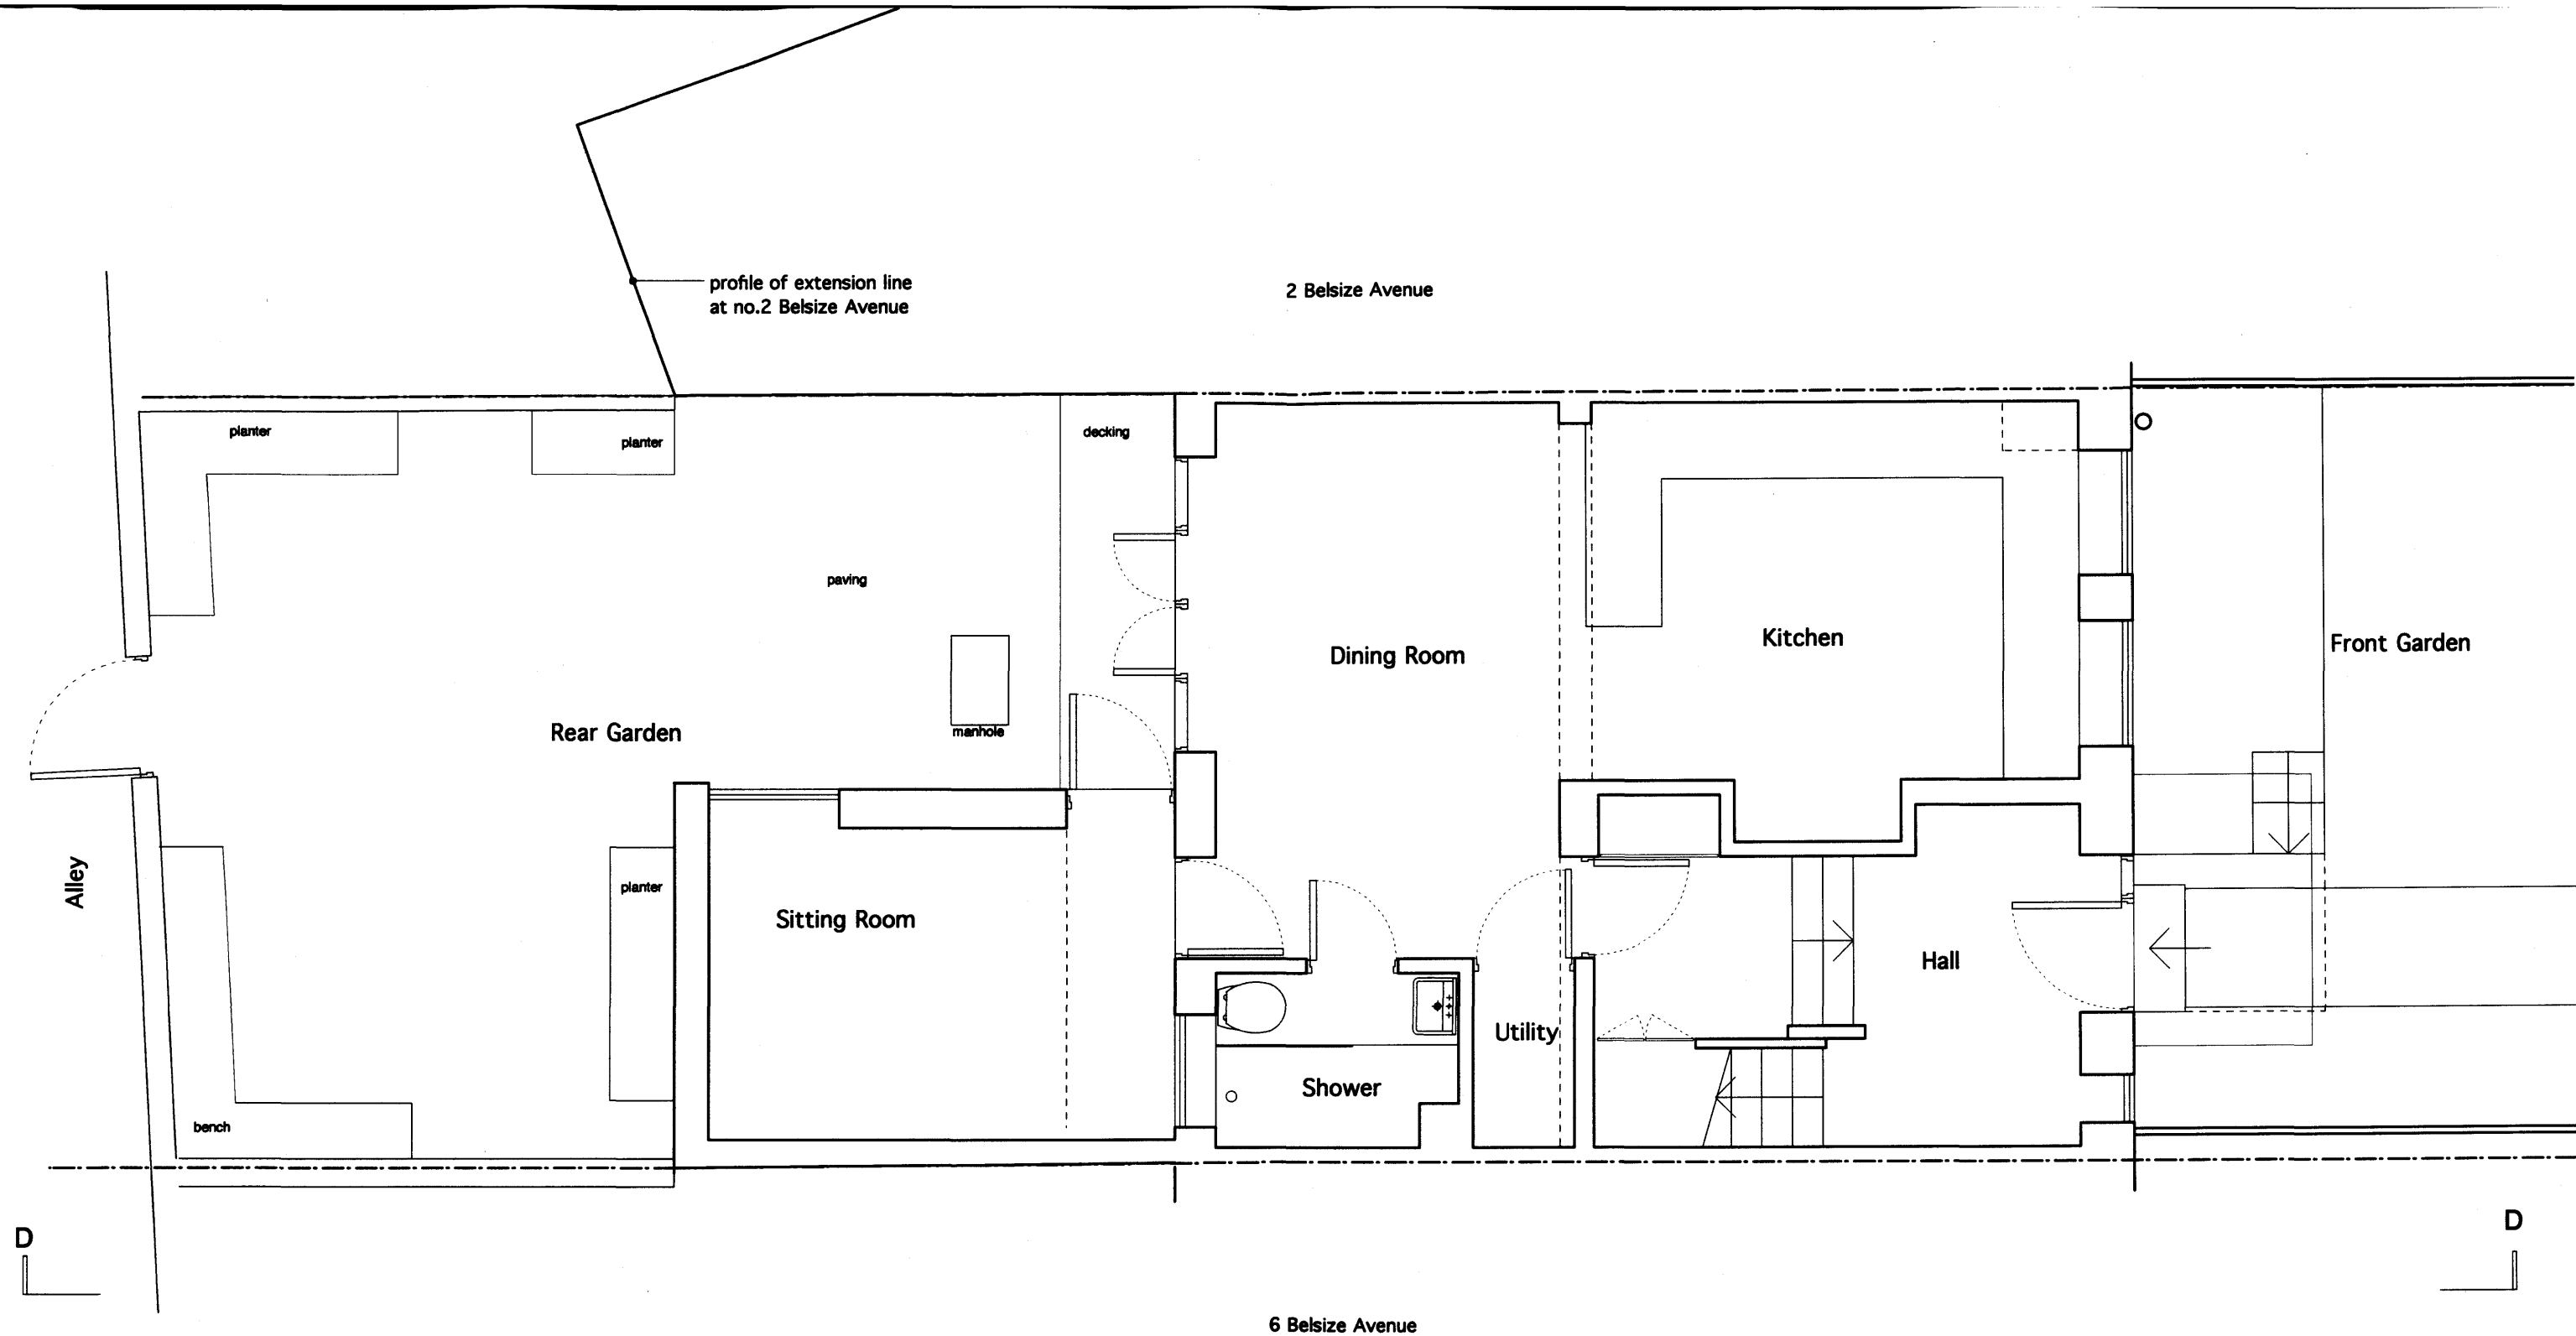 profile of extension line
at no.2 Belsize Avenue
2 Belsize Avenue
planter
planter
decking
paving
Kitchen
Front Garden
Dining Room
Rear Garden
manhole
Alley
planter
Sitting Room
Hall
Utility
Shower
bench
D
D
6 Belsize Avenue